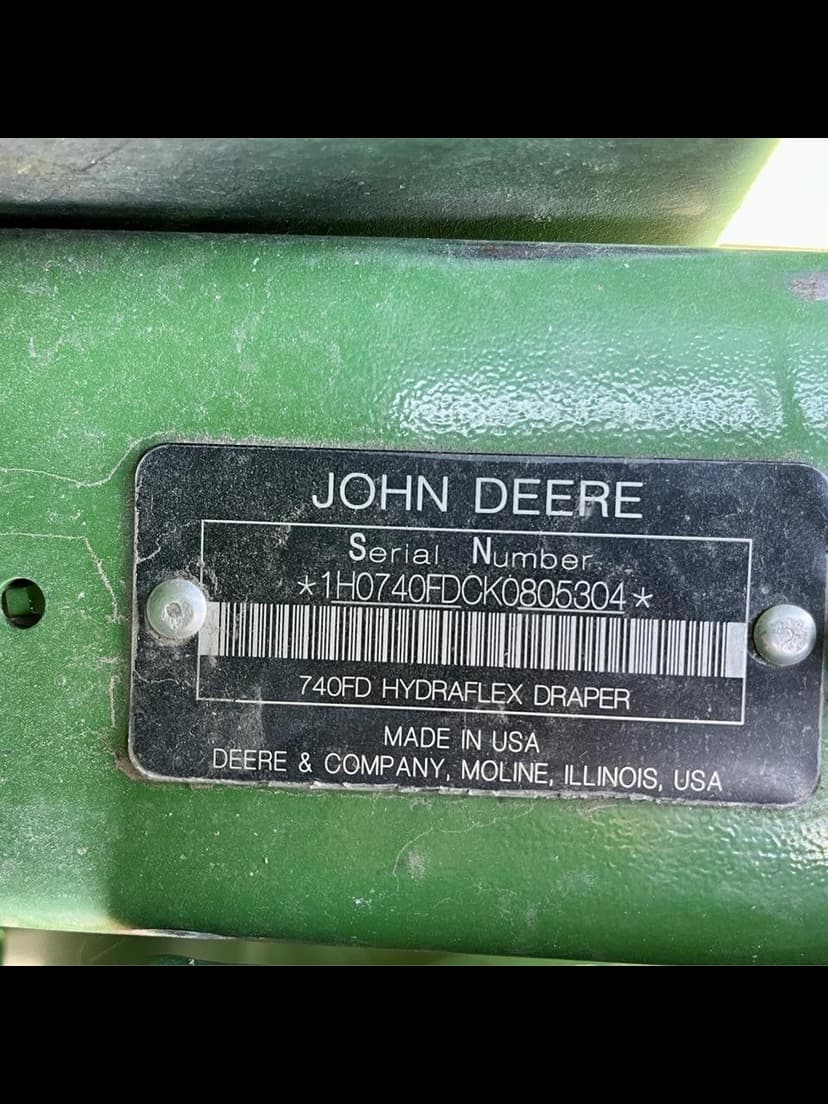 JOHN DEERE
Serial Number
*1H0740FDCK0805304*
740FD HYDRAFLEX DRAPER
MADE IN USA
DEERE & COMPANY, MOLINE, ILLINOIS, USA